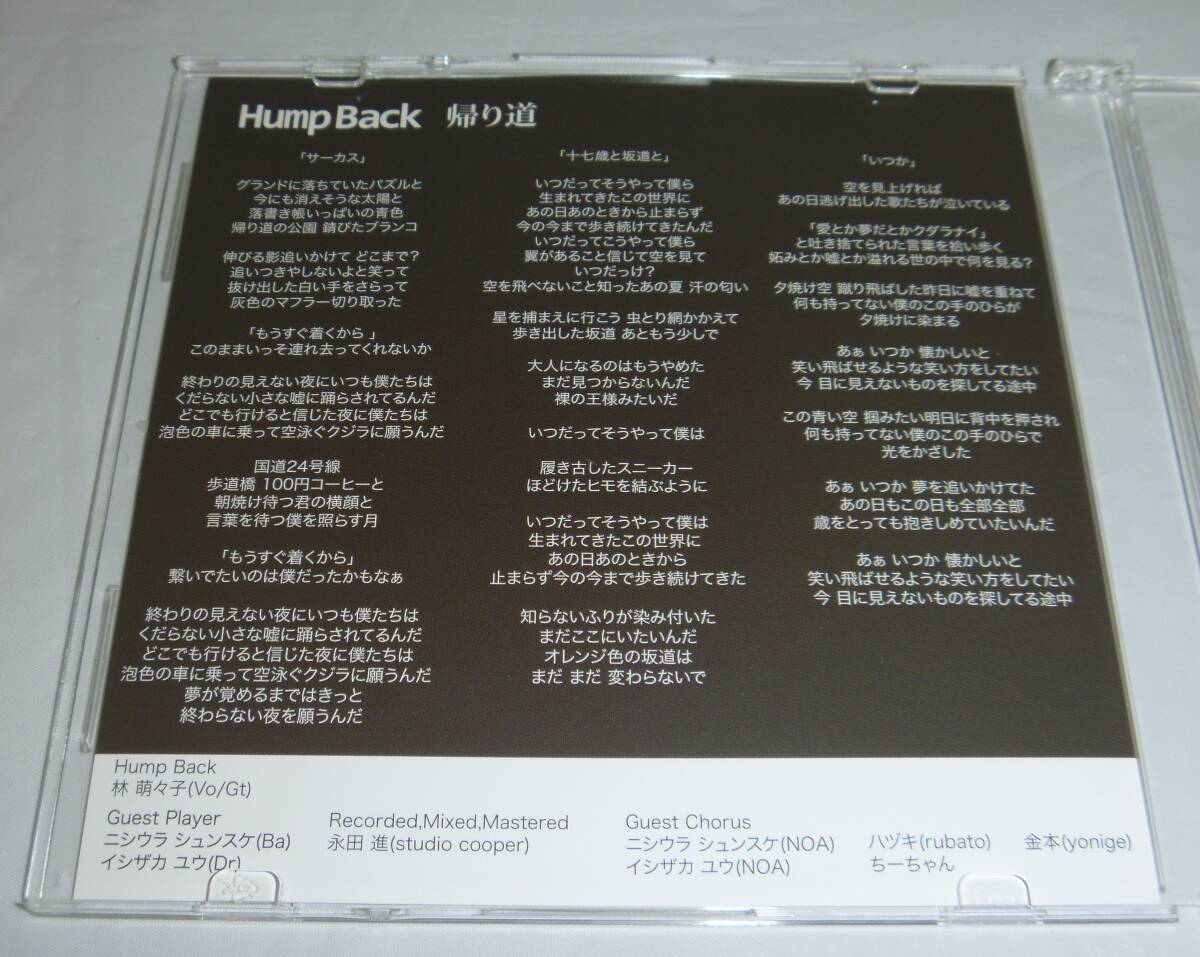 Hump Back 帰り道
「サーカス」
グランドに落ちていたパズルと
今にも消えそうな太陽と
落書き帳いっぱいの青色
帰り道の公園 錆びたブランコ
伸びる影追いかけて どこまで?
追いつきやしないよと笑って
抜け出した白い手をさらって
灰色のマフラー切り取った
「もうすぐ着くから 」
このままいっそ連れ去ってくれないか
終わりの見えない夜にいつも僕たちは
くだらない小さな嘘に踊らされてるんだ
どこでも行けると信じた夜に僕たちは
泡色の車に乗って空泳ぐクジラに願うんだ
国道24号線
歩道橋 100円コーヒーと
朝焼け待つ君の横顔と
言葉を待つ僕を照らす月
「もうすぐ着くから」
繋いでたいのは僕だったかもなぁ
終わりの見えない夜にいつも僕たちは
くだらない小さな嘘に踊らされてるんだ
どこでも行けると信じた夜に僕たちは
泡色の車に乗って空泳ぐクジラに願うんだ
夢が覚めるまではきっと
終わらない夜を願うんだ
「十七歳と坂道と」
いつだってそうやって僕ら
生まれてきたこの世界に
あの日あのときから止まらず
今の今まで歩き続けてきたんだ
いつだってこうやって僕ら
翼があること信じて空を見て
いつだっけ?
空を飛べないこと知ったあの夏 汗の匂い
星を捕まえに行こう 虫とり網かかえて
歩き出した坂道 あともう少しで
大人になるのはもうやめた
まだ見つからないんだ
裸の王様みたいだ
いつだってそうやって僕は
履き古したスニーカー
ほどけたヒモを結ぶように
いつだってそうやって僕は
生まれてきたこの世界に
あの日あのときから
止まらず今の今まで歩き続けてきた
知らないふりが染み付いた
まだここにいたいんだ
オレンジ色の坂道は
まだ まだ 変わらないで
「いつか」
空を見上げれば
あの日逃げ出した歌たちが泣いている
「愛とか夢だとかクダラナイ」
と吐き捨てられた言葉を拾い歩く
妬みとか嘘とか溢れる世の中で何を見る?
夕焼け空 蹴り飛ばした昨日に嘘を重ねて
何も持ってない僕のこの手のひらが
夕焼けに染まる
あぁ いつか 懐かしいと
笑い飛ばせるような笑い方をしてたい
今 目に見えないものを探してる途中
この青い空 掴みたい明日に背中を押され
何も持ってない僕のこの手のひらで
光をかざした
あぁ いつか 夢を追いかけてた
あの日もこの日も全部全部
歳をとっても抱きしめていたいんだ
あぁ いつか 懐かしいと
笑い飛ばせるような笑い方をしてたい
今 目に見えないものを探してる途中
Hump Back
林 萌々子(Vo/Gt)
Guest Player
ニシウラ シュンスケ(Ba)
イシザカ ユウ(Dr)
Recorded,Mixed,Mastered
永田 進(studio cooper)
Guest Chorus
ニシウラ シュンスケ(NOA) ハヅキ(rubato) 金本(yonige)
イシザカ ユウ(NOA) ちーちゃん